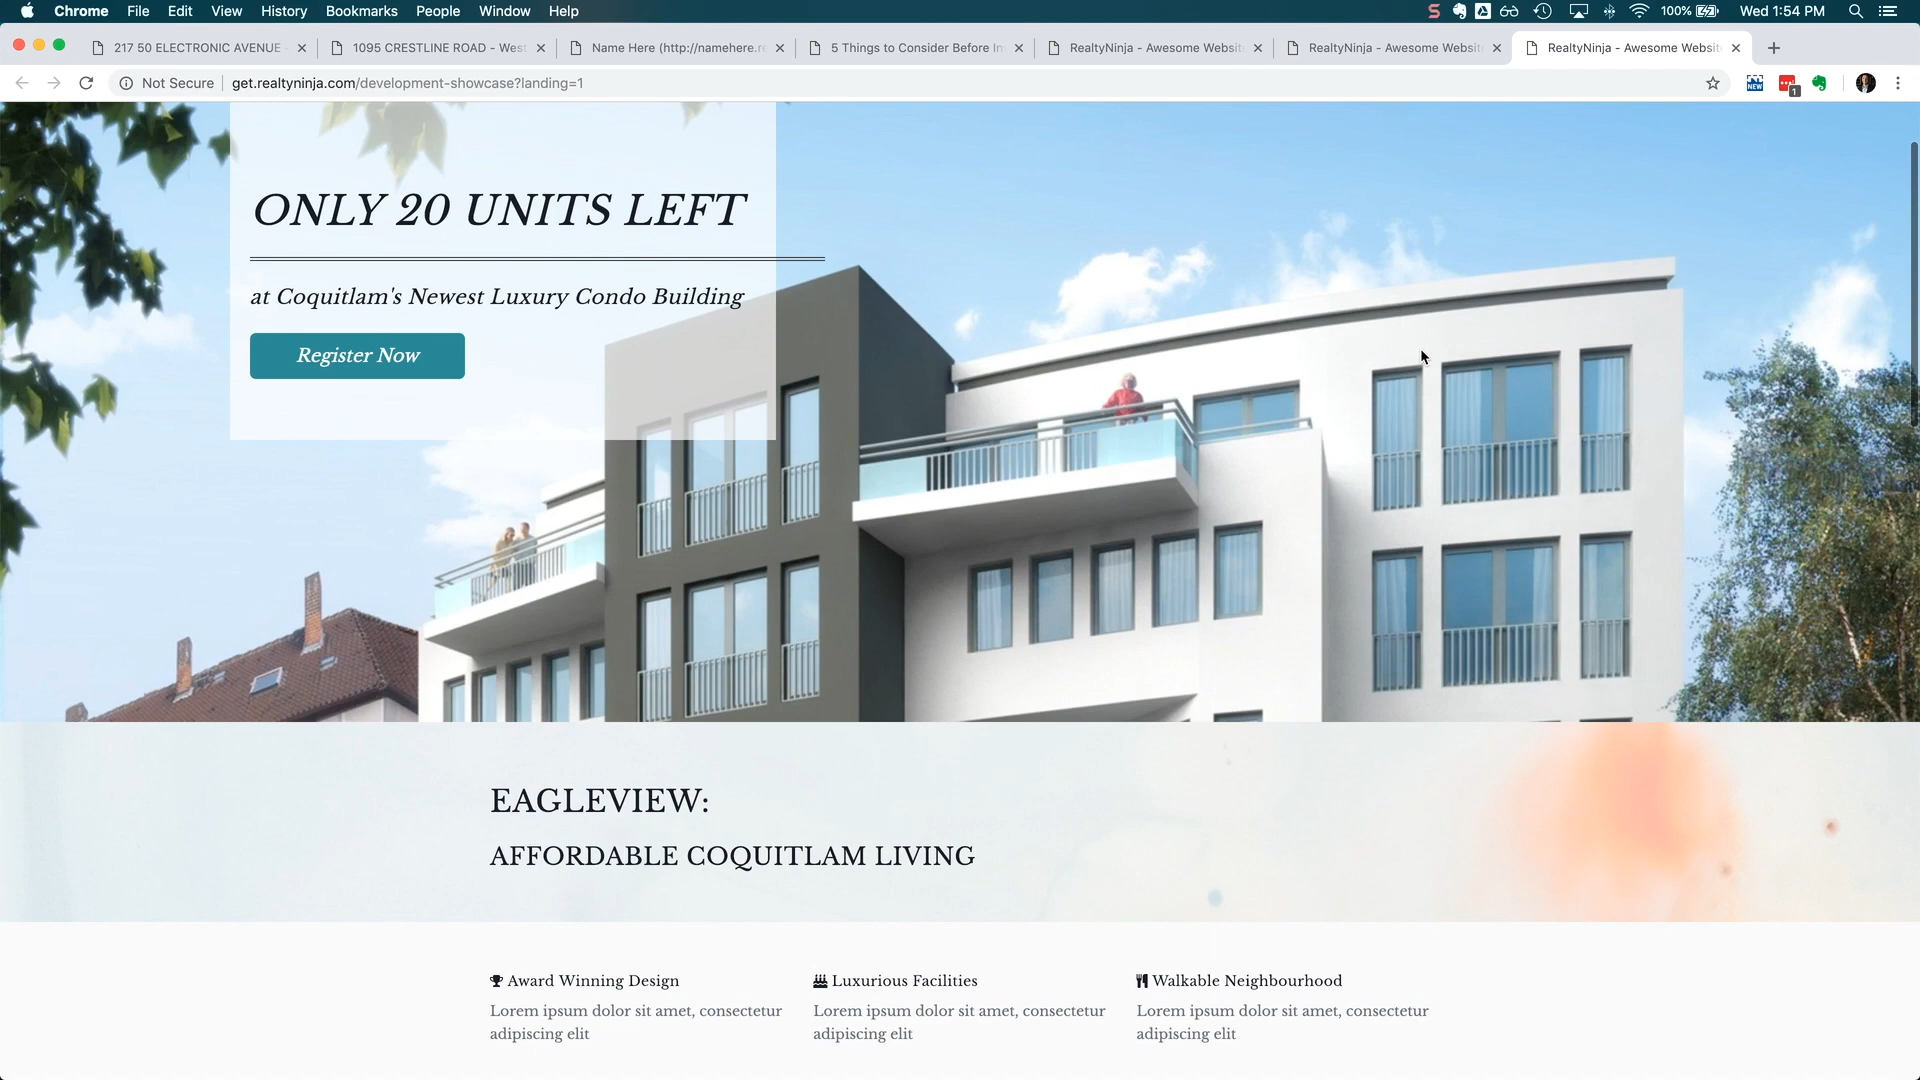 Chrome File Edit View History Bookmarks People Window Help 100% Wed 1:54 PM
217 50 ELECTRONIC AVENUE - 1095 CRESTLINE ROAD - West Name Here (http://namehere.re 5 Things to Consider Before In RealtyNinja - Awesome Websit RealtyNinja - Awesome Websit RealtyNinja - Awesome Websit
Not Secure get.realtyninja.com/development-showcase?landing=1 NEW 1
ONLY 20 UNITS LEFT
at Coquitlam's Newest Luxury Condo Building
Register Now
EAGLEVIEW:
AFFORDABLE COQUITLAM LIVING
Award Winning Design
Lorem ipsum dolor sit amet, consectetur
adipiscing elit
Luxurious Facilities
Lorem ipsum dolor sit amet, consectetur
adipiscing elit
Walkable Neighbourhood
Lorem ipsum dolor sit amet, consectetur
adipiscing elit